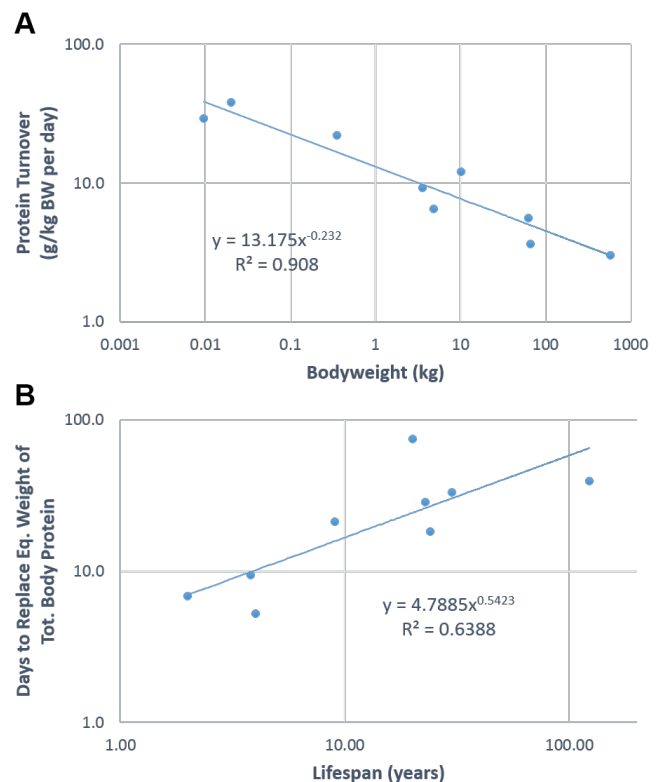 A
100.0
10.0
1.0
Protein Turnover
(g/kg BW per day)
y = 13.175x^-0.232
R² = 0.908
0.001 0.01 0.1 1 10 100 1000
Bodyweight (kg)
B
100.0
10.0
1.0
Days to Replace Eq. Weight of
Tot. Body Protein
y = 4.7885x^0.5423
R² = 0.6388
1.00 10.00 100.00
Lifespan (years)